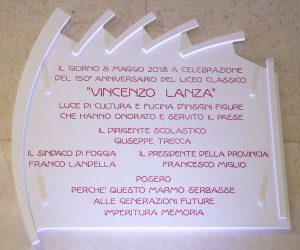 IL GIORNO 8 MAGGIO 2018 A CELEBRAZIONE
DEL 150° ANNIVERSARIO DEL LICEO CLASSICO
"VINCENZO LANZA"
LUCE DI CULTURA E FUCINA D'INSIGNI FIGURE
CHE HANNO ONORATO E SERVITO IL PAESE
IL DIRIGENTE SCOLASTICO
GIUSEPPE TRECCA
IL SINDACO DI FOGGIA IL PRESIDENTE DELLA PROVINCIA
FRANCO LANDELLA FRANCESCO MIGLIO
POSERO
PERCHE' QUESTO MARMO SERBASSE
ALLE GENERAZIONI FUTURE
IMPERITURA MEMORIA